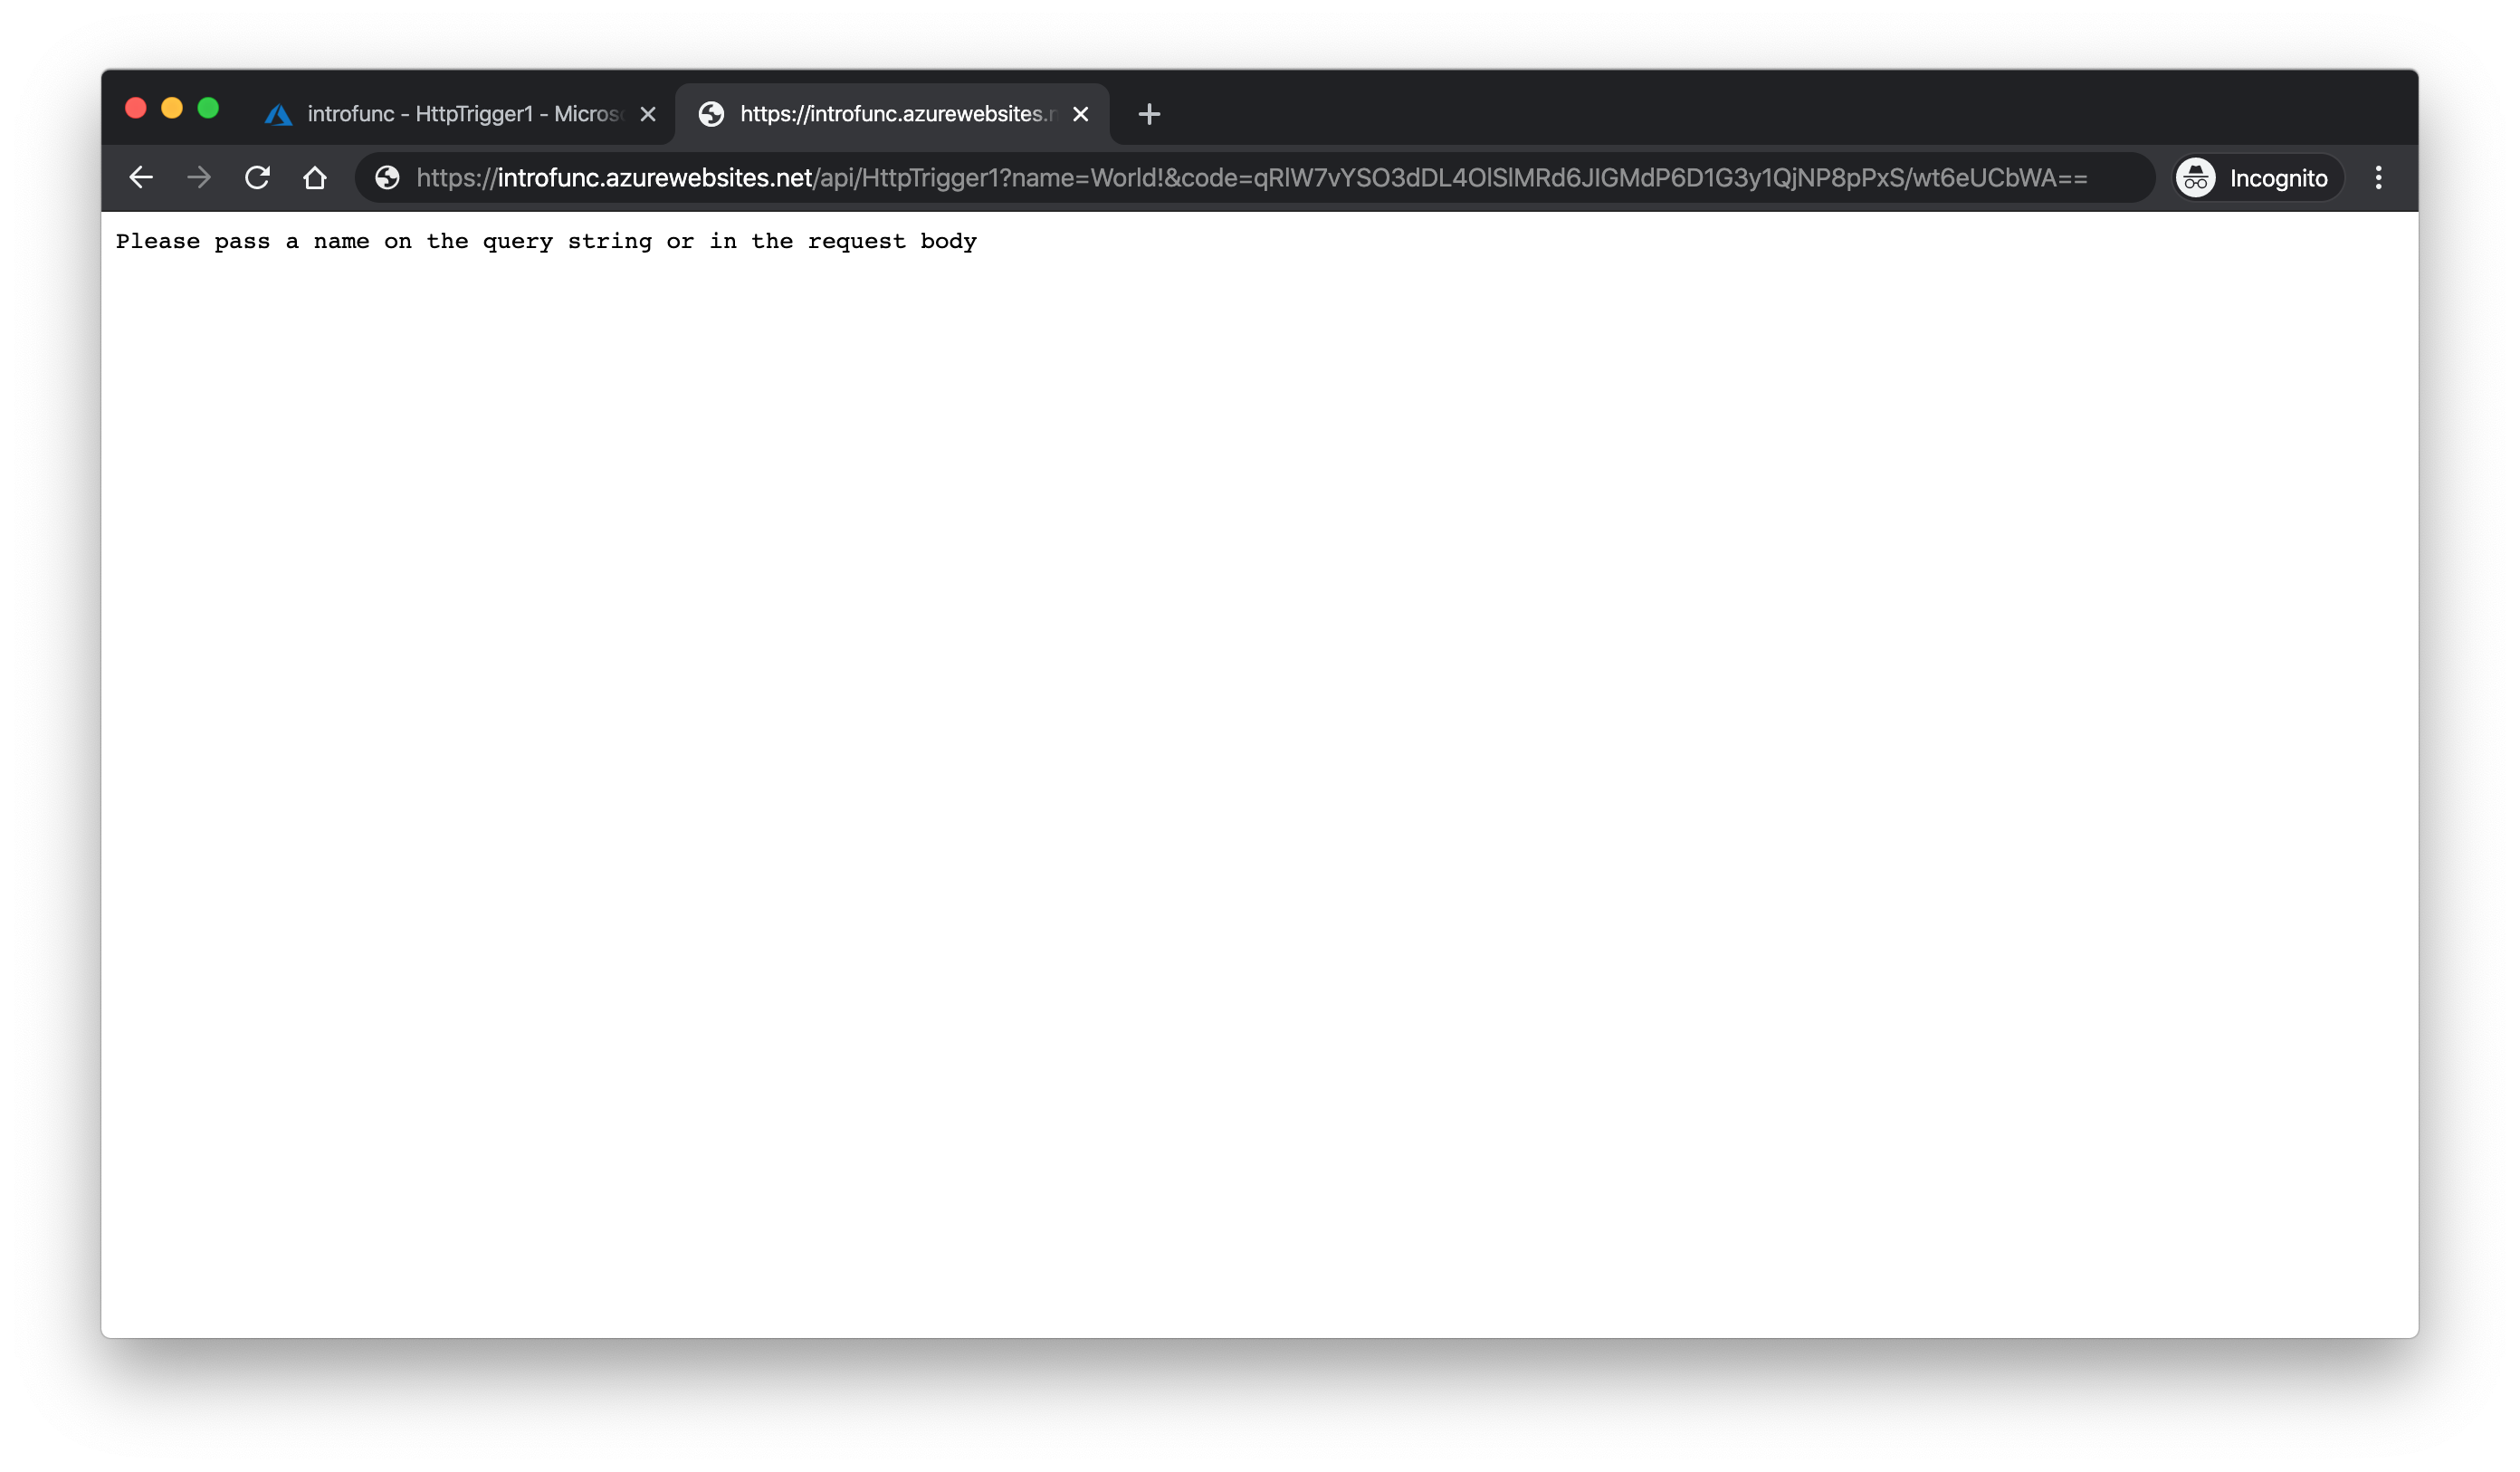 introfunc - HttpTrigger1 - Micros
https://introfunc.azurewebsites.n
https://introfunc.azurewebsites.net/api/HttpTrigger1?name=World!&code=qRlW7vYSO3dDL4OlSlMRd6JIGMdP6D1G3y1QjNP8pPxS/wt6eUCbWA==
Incognito
Please pass a name on the query string or in the request body